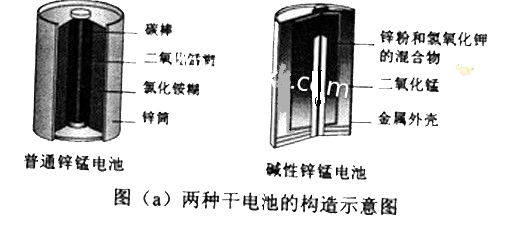 碳棒
氯化铵糊
锌筒
普通锌锰电池
锌粉和氢氧化钾
的混合物
二氧化锰
金属外壳
碱性锌锰电池
图（a）两种干电池的构造示意图